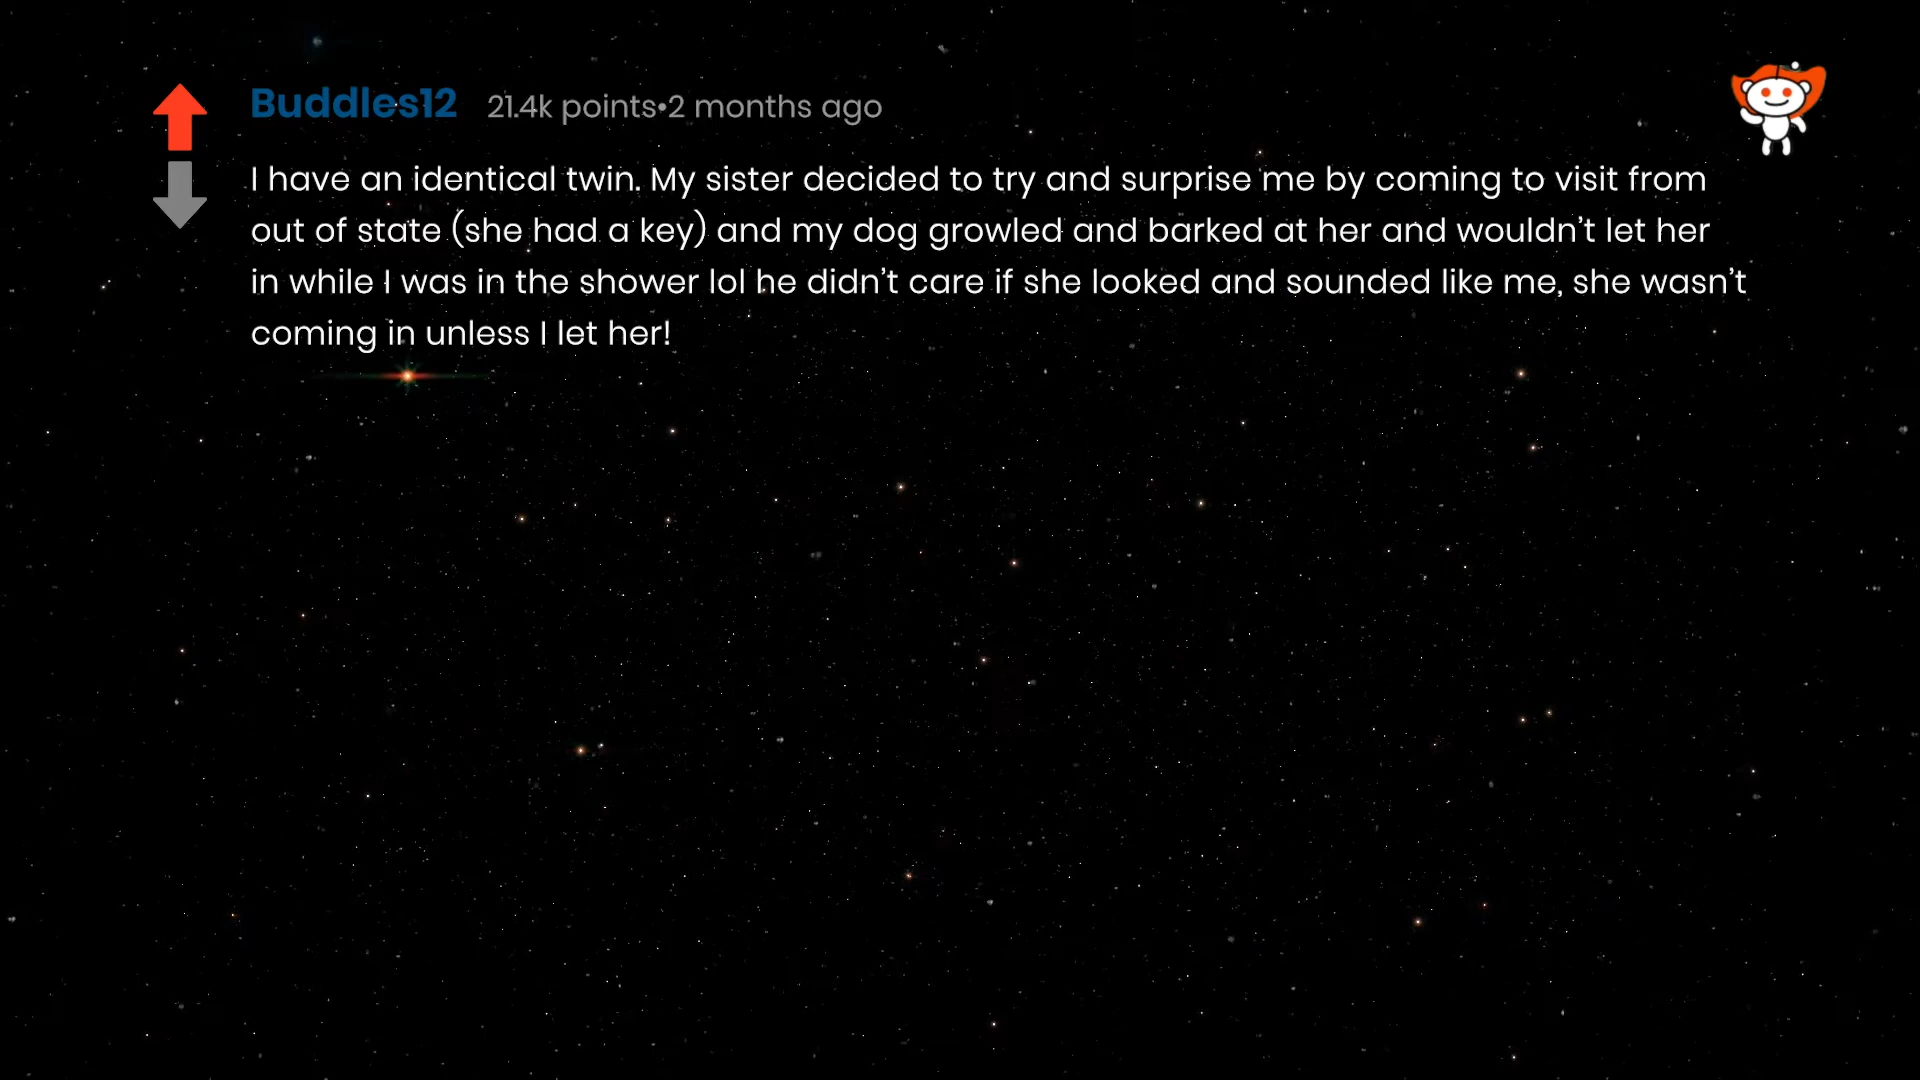 Buddles12 21.4k points•2 months ago
I have an identical twin. My sister decided to try and surprise me by coming to visit from
out of state (she had a key) and my dog growled and barked at her and wouldn’t let her
in while I was in the shower lol he didn’t care if she looked and sounded like me, she wasn’t
coming in unless I let her!